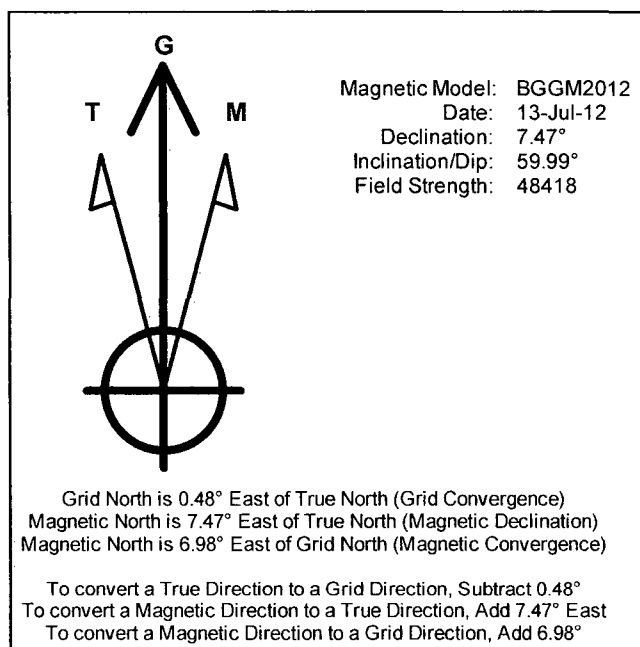 G
T
M
Magnetic Model: BGGM2012
Date: 13-Jul-12
Declination: 7.47°
Inclination/Dip: 59.99°
Field Strength: 48418
Grid North is 0.48° East of True North (Grid Convergence)
Magnetic North is 7.47° East of True North (Magnetic Declination)
Magnetic North is 6.98° East of Grid North (Magnetic Convergence)
To convert a True Direction to a Grid Direction, Subtract 0.48°
To convert a Magnetic Direction to a True Direction, Add 7.47° East
To convert a Magnetic Direction to a Grid Direction, Add 6.98°